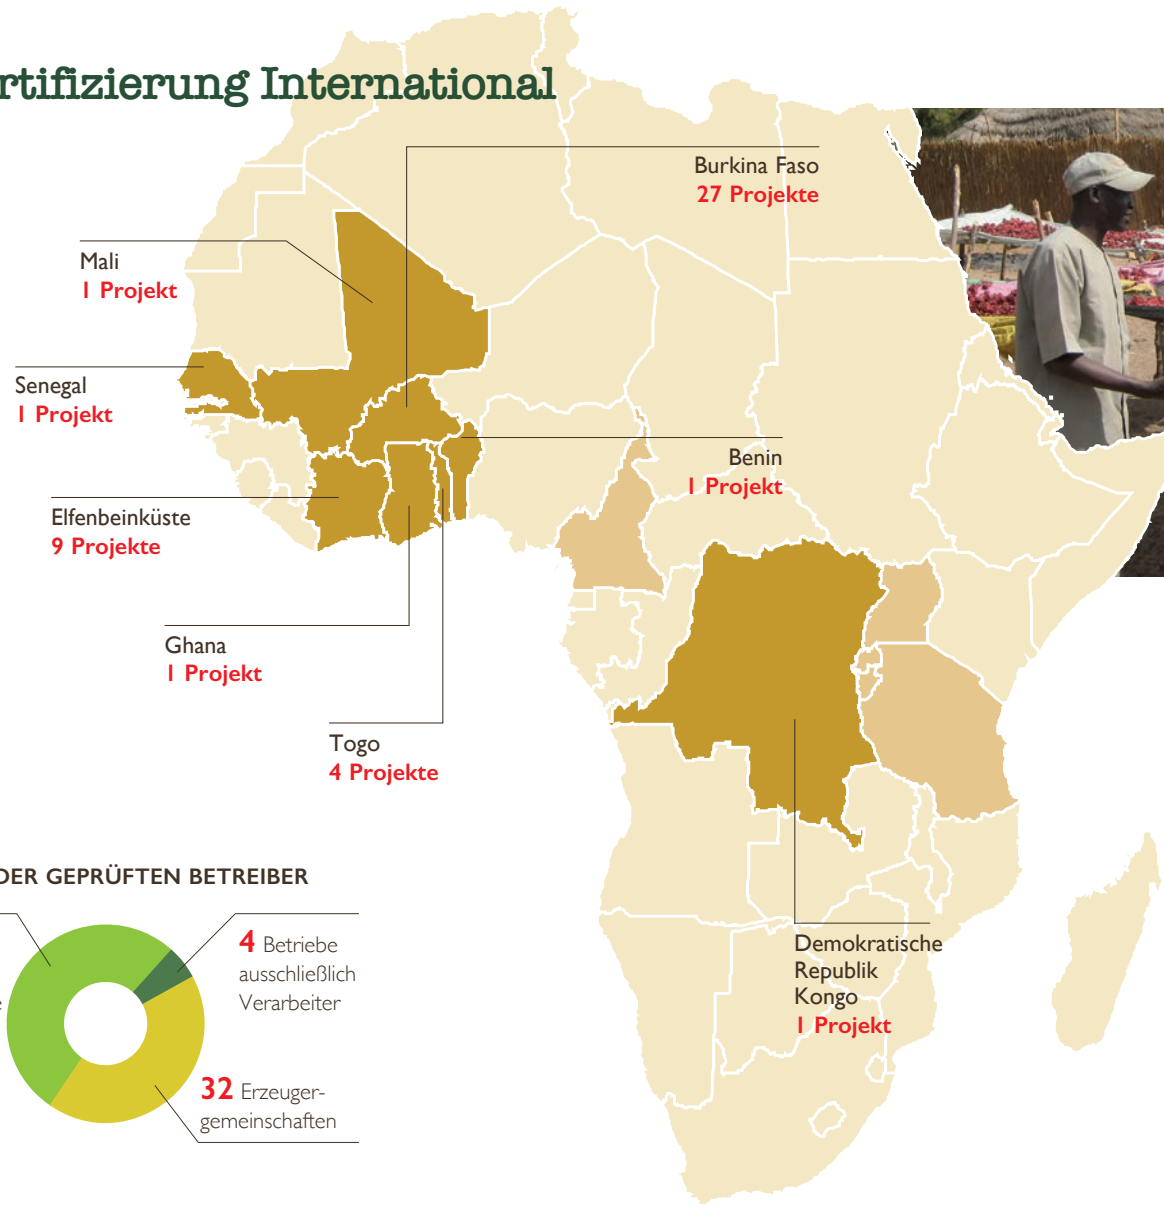 rtifizierung International
Burkina Faso
27 Projekte
Mali
1 Projekt
Senegal
1 Projekt
Benin
1 Projekt
Elfenbeinküste
9 Projekte
Ghana
1 Projekt
Togo
4 Projekte
Demokratische
Republik
Kongo
1 Projekt
DER GEPRÜFTEN BETREIBER
4 Betriebe
ausschließlich
Verarbeiter
32 Erzeuger-
gemeinschaften